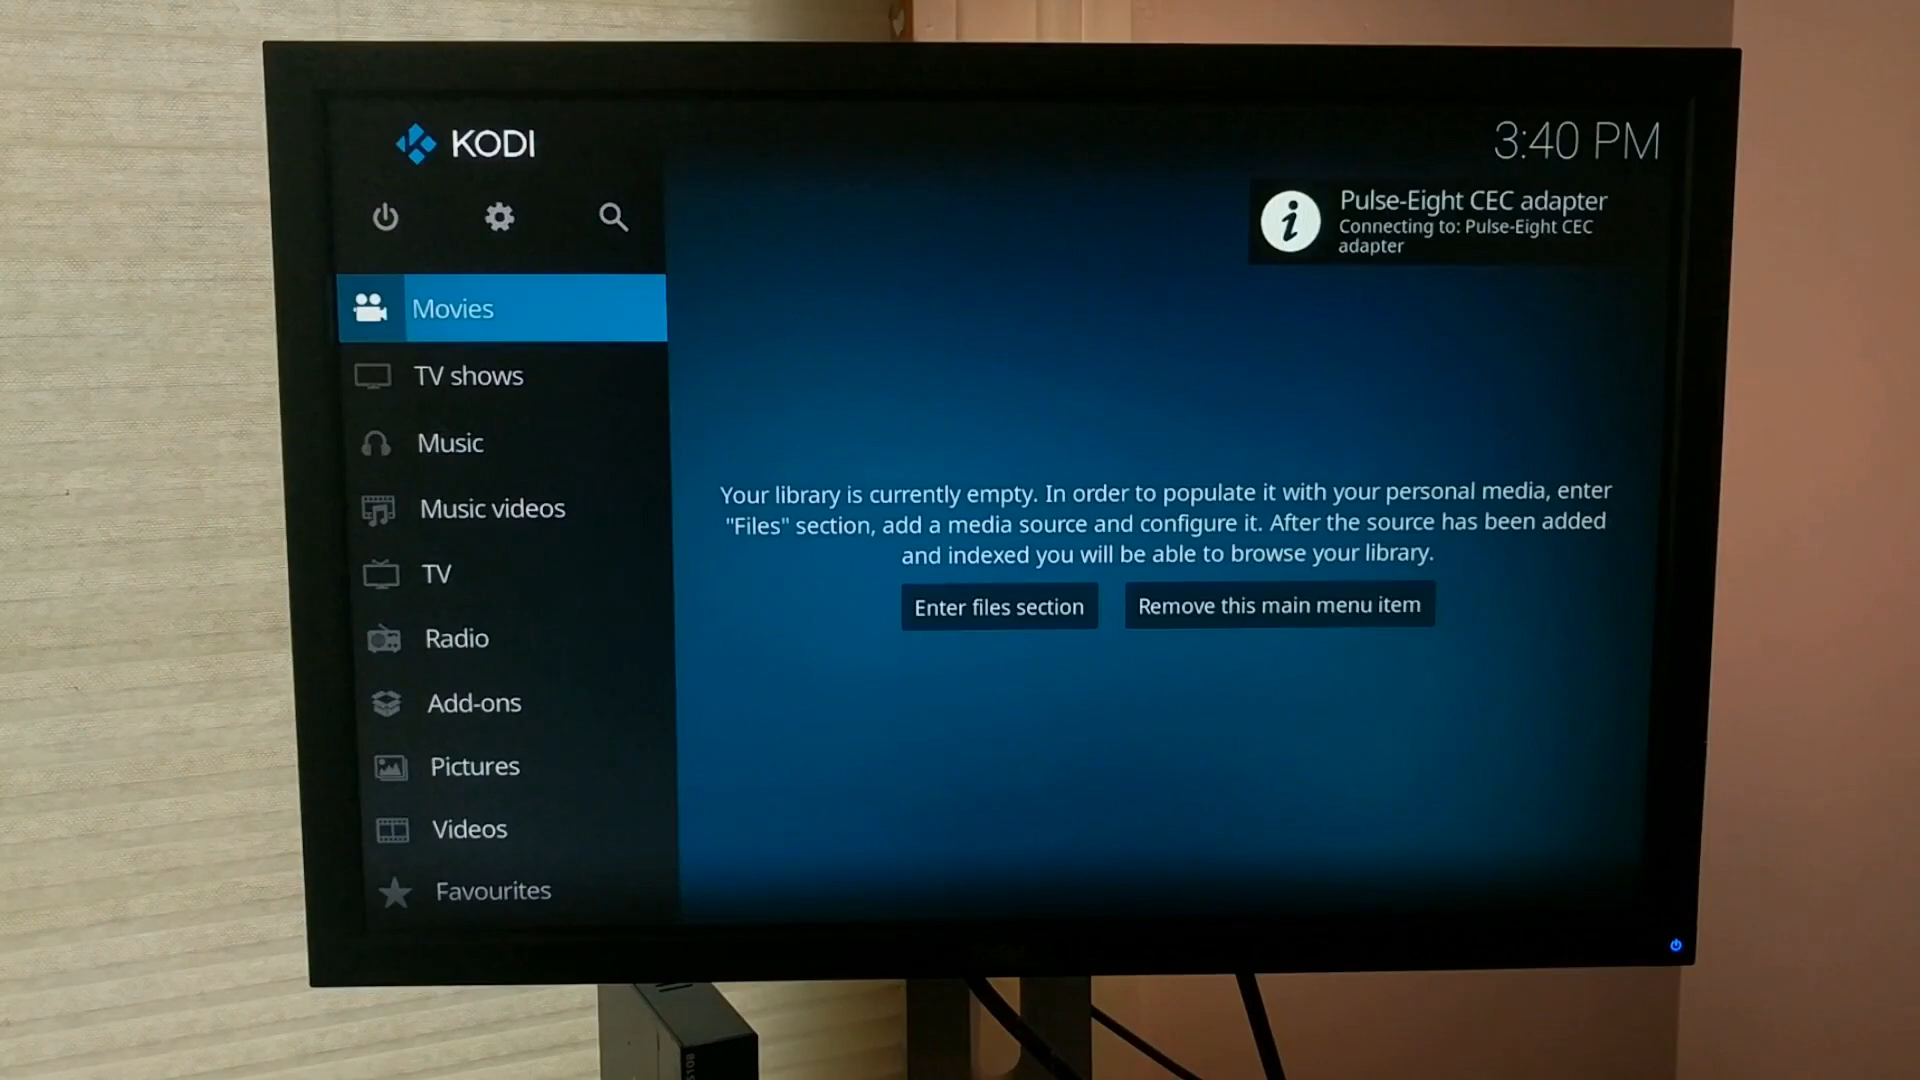 KODI
3:40 PM
Pulse-Eight CEC adapter
Connecting to: Pulse-Eight CEC
adapter
Movies
TV shows
Music
Music videos
TV
Radio
Add-ons
Pictures
Videos
Favourites
Your library is currently empty. In order to populate it with your personal media, enter
"Files" section, add a media source and configure it. After the source has been added
and indexed you will be able to browse your library.
Enter files section
Remove this main menu item